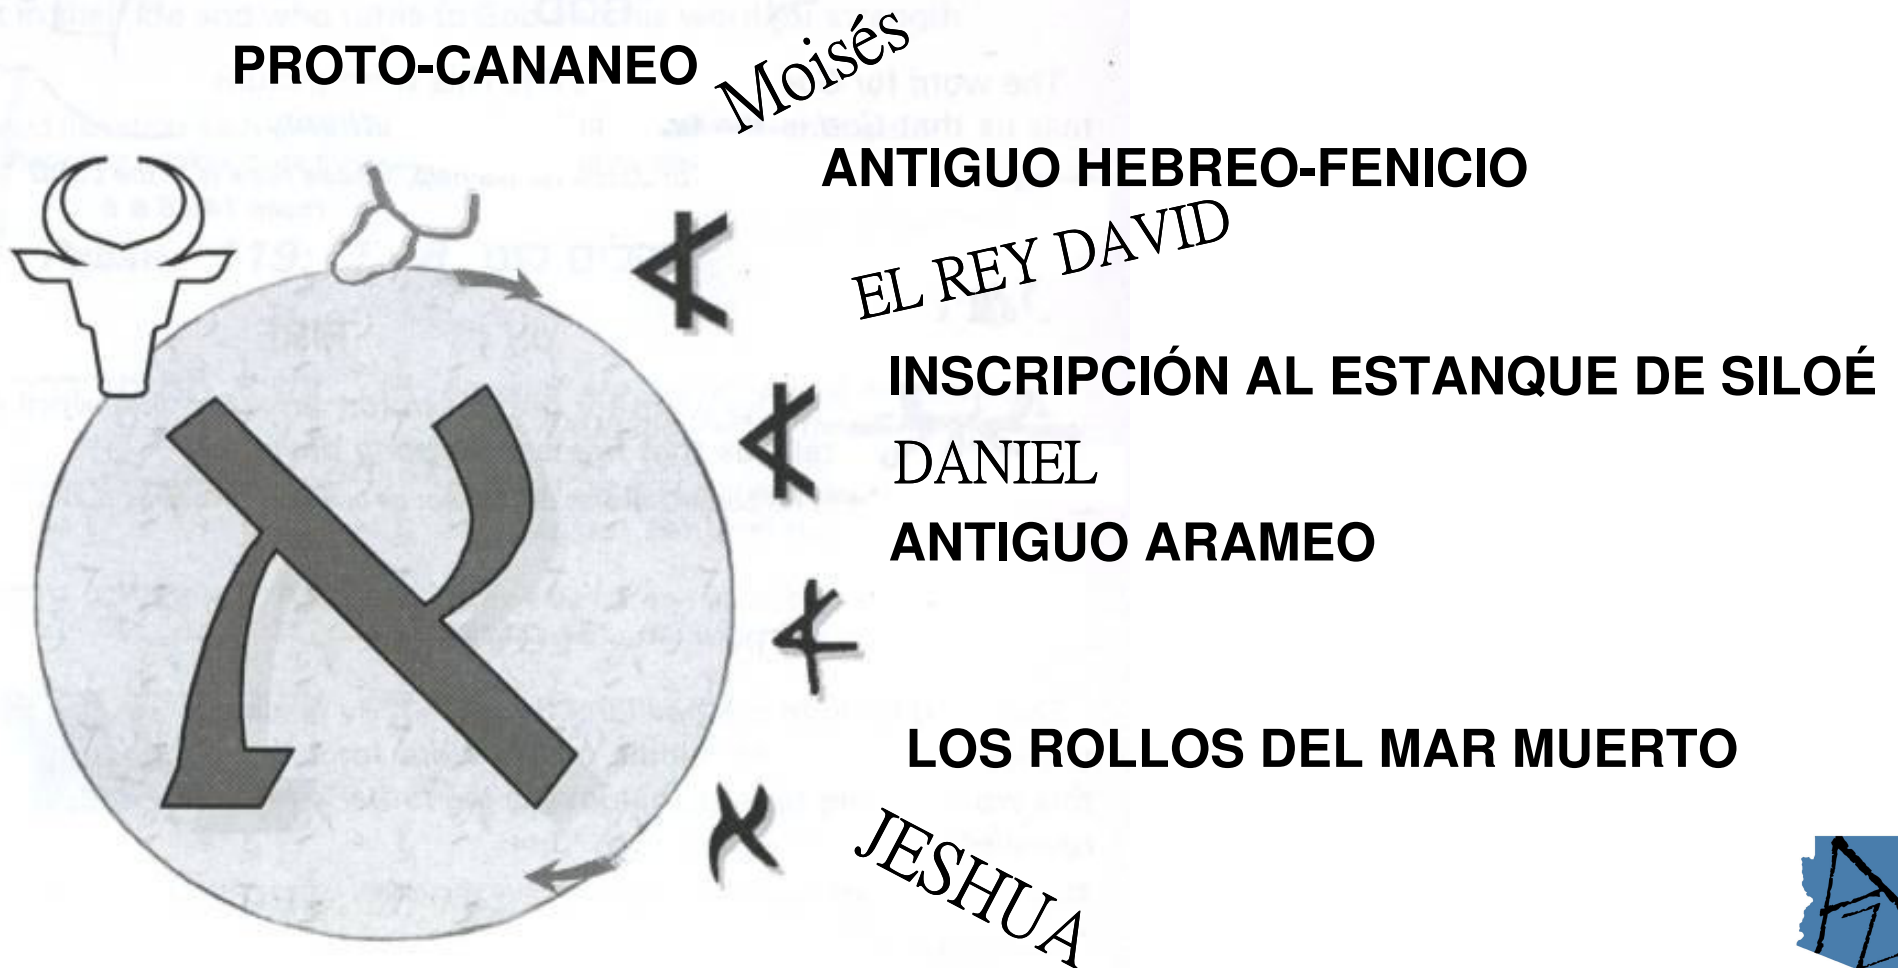 PROTO-CANANEO
Moisés
ANTIGUO HEBREO-FENICIO
EL REY DAVID
INSCRIPCIÓN AL ESTANQUE DE SILOÉ
DANIEL
ANTIGUO ARAMEO
LOS ROLLOS DEL MAR MUERTO
JESHUA
א
AZ